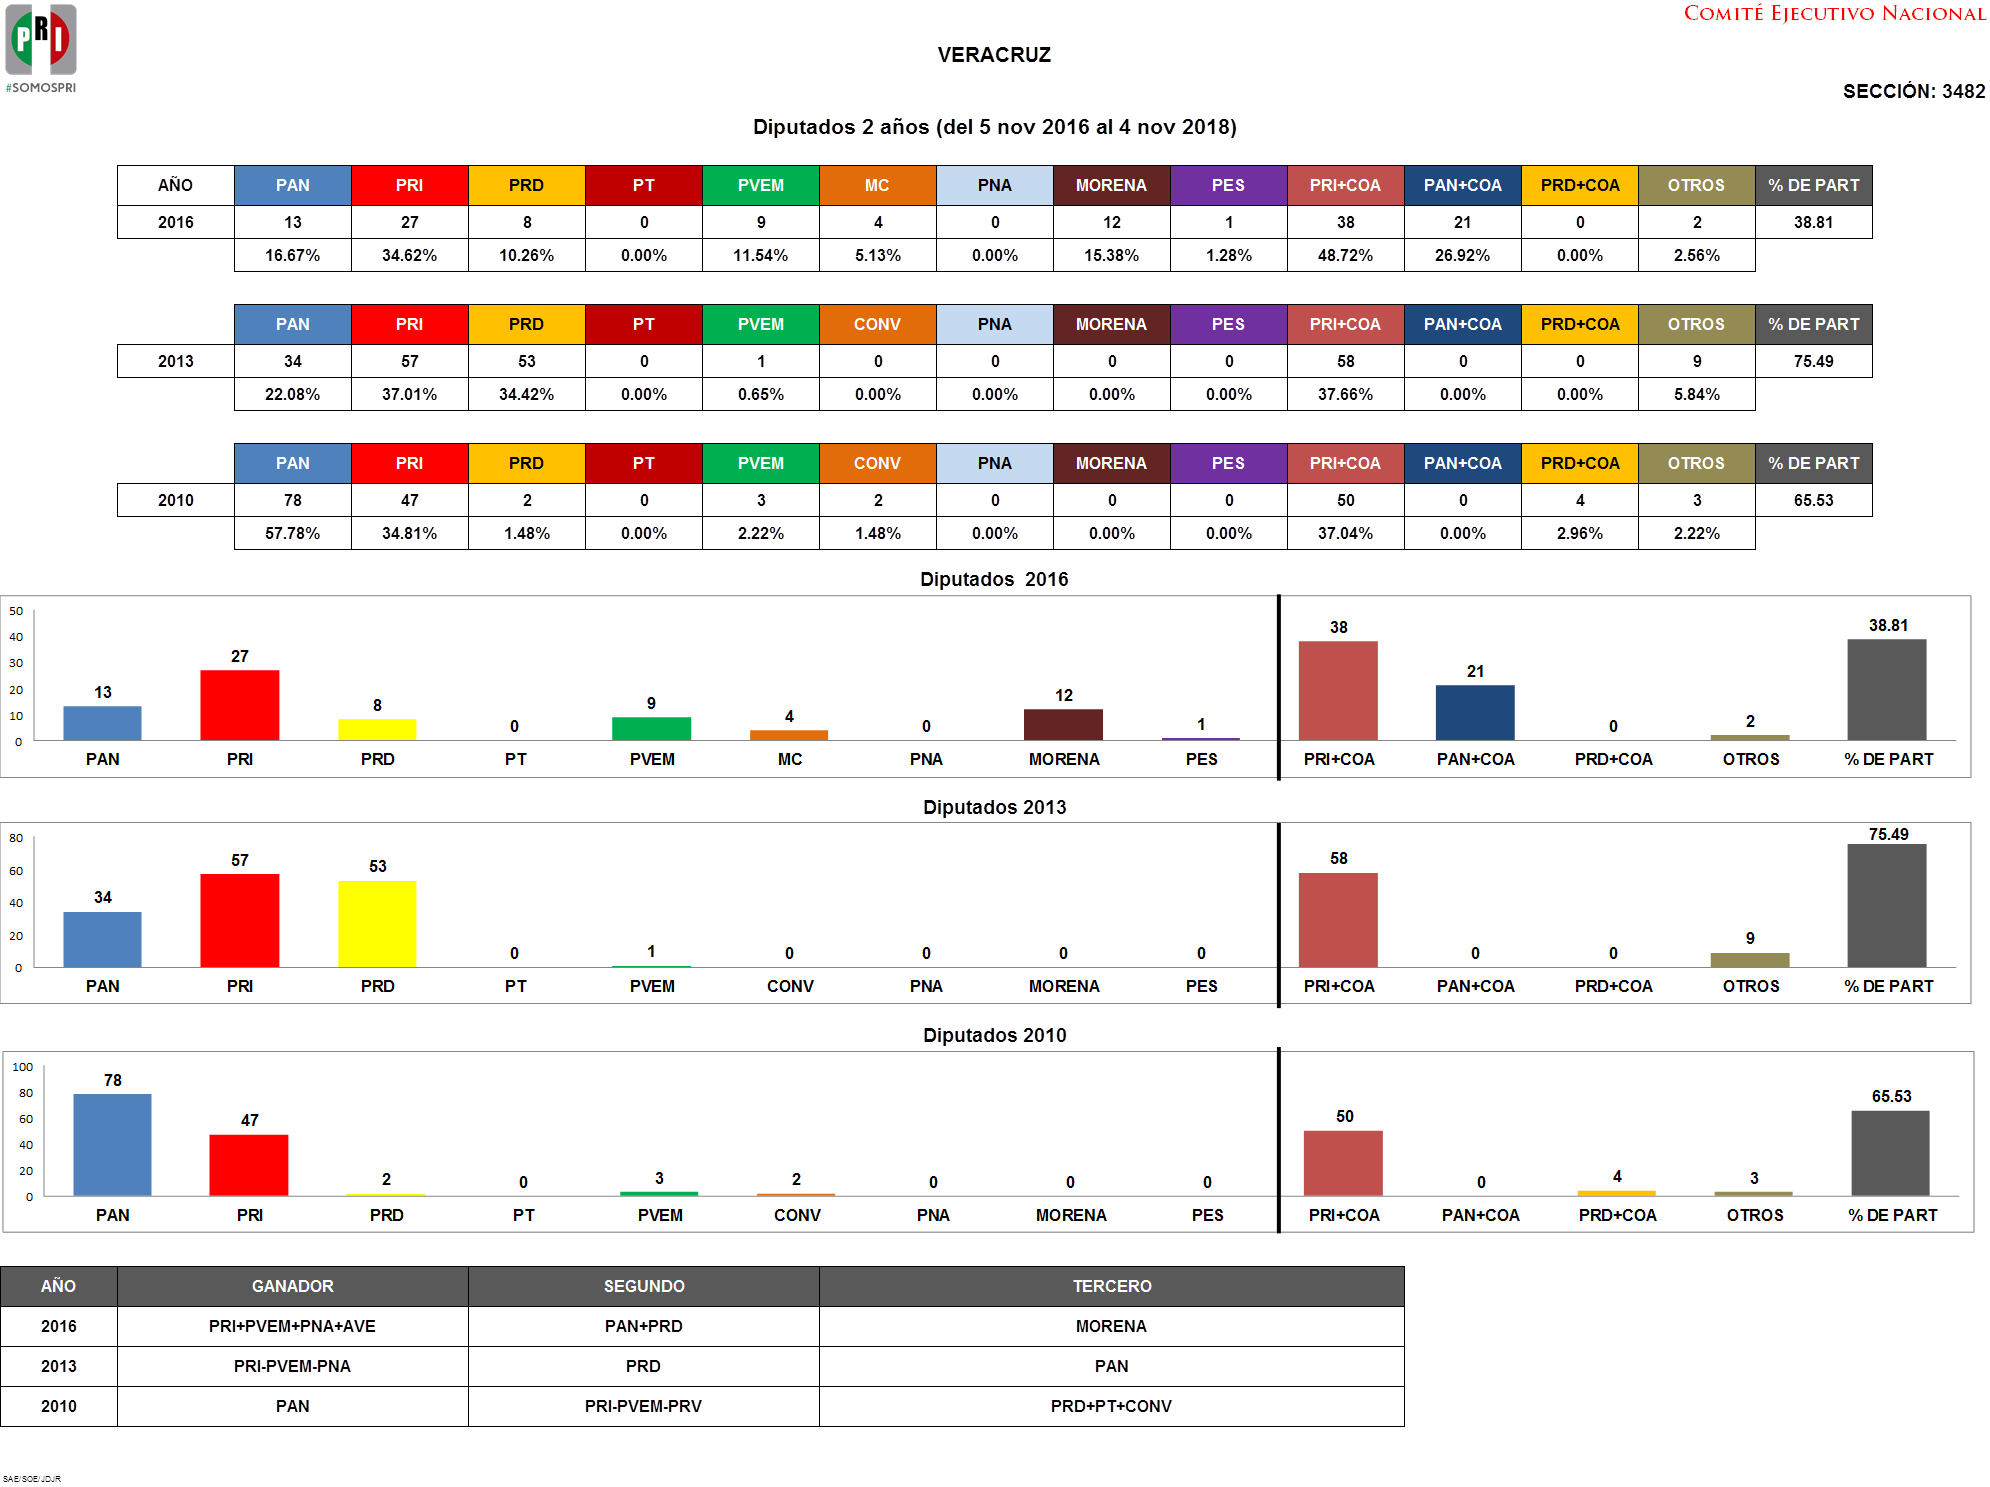 COMITÉ EJECUTIVO NACIONAL
PRI
#SOMOSPRI
VERACRUZ
SECCIÓN: 3482
Diputados 2 años (del 5 nov 2016 al 4 nov 2018)
AÑO PAN PRI PRD PT PVEM MC PNA MORENA PES PRI+COA PAN+COA PRD+COA OTROS % DE PART
2016 13 27 8 0 9 4 0 12 1 38 21 0 2 38.81
16.67% 34.62% 10.26% 0.00% 11.54% 5.13% 0.00% 15.38% 1.28% 48.72% 26.92% 0.00% 2.56%
PAN PRI PRD PT PVEM CONV PNA MORENA PES PRI+COA PAN+COA PRD+COA OTROS % DE PART
2013 34 57 53 0 1 0 0 0 0 58 0 0 9 75.49
22.08% 37.01% 34.42% 0.00% 0.65% 0.00% 0.00% 0.00% 0.00% 37.66% 0.00% 0.00% 5.84%
PAN PRI PRD PT PVEM CONV PNA MORENA PES PRI+COA PAN+COA PRD+COA OTROS % DE PART
2010 78 47 2 0 3 2 0 0 0 50 0 4 3 65.53
57.78% 34.81% 1.48% 0.00% 2.22% 1.48% 0.00% 0.00% 0.00% 37.04% 0.00% 2.96% 2.22%
Diputados 2016
50
40
30
20
10
0
13 27 8 0 9 4 0 12 1 38 21 0 2 38.81
PAN PRI PRD PT PVEM MC PNA MORENA PES PRI+COA PAN+COA PRD+COA OTROS % DE PART
Diputados 2013
80
60
40
20
0
34 57 53 0 1 0 0 0 0 58 0 0 9 75.49
PAN PRI PRD PT PVEM CONV PNA MORENA PES PRI+COA PAN+COA PRD+COA OTROS % DE PART
Diputados 2010
100
80
60
40
20
0
78 47 2 0 3 2 0 0 0 50 0 4 3 65.53
PAN PRI PRD PT PVEM CONV PNA MORENA PES PRI+COA PAN+COA PRD+COA OTROS % DE PART
AÑO GANADOR SEGUNDO TERCERO
2016 PRI+PVEM+PNA+AVE PAN+PRD MORENA
2013 PRI-PVEM-PNA PRD PAN
2010 PAN PRI-PVEM-PRV PRD+PT+CONV
SAE/SOE/JDJR